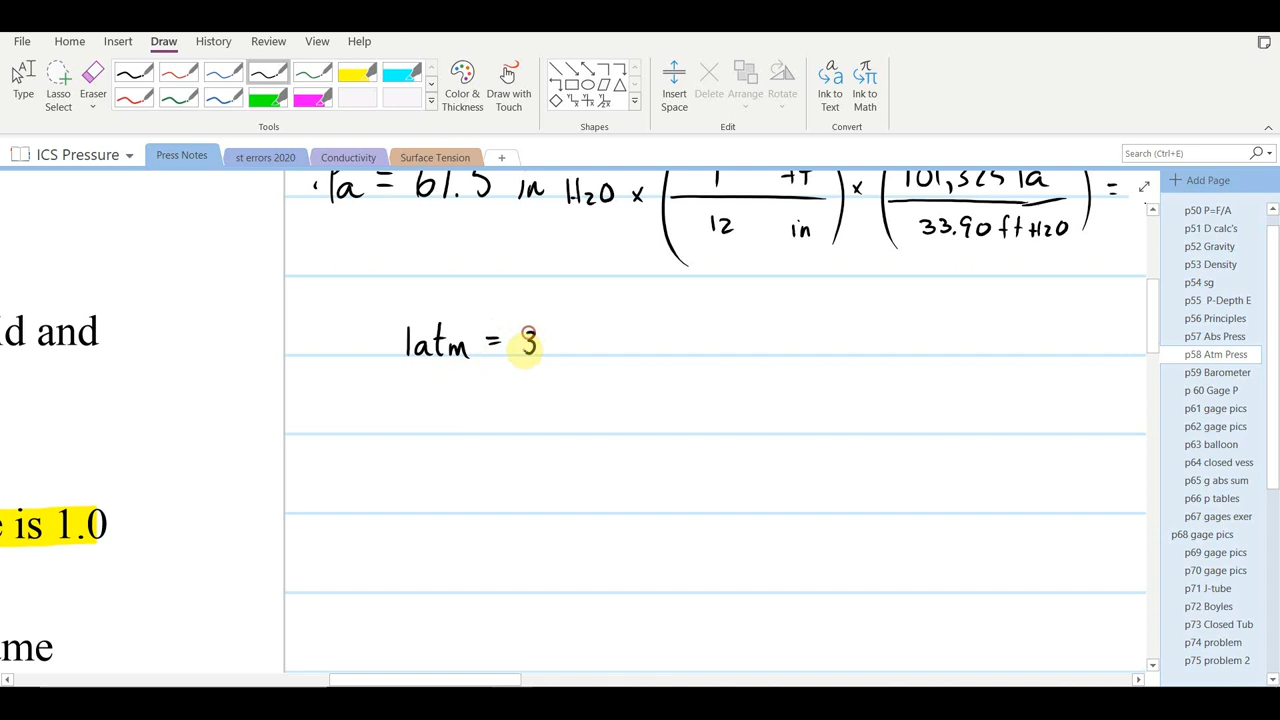 File Home Insert Draw History Review View Help
Type Lasso Select Eraser Color & Thickness Draw with Touch Insert Space Delete Arrange Rotate Ink to Text Ink to Math
Tools Shapes Edit Convert
ICS Pressure Press Notes st errors 2020 Conductivity Surface Tension + Search (Ctrl+E)
+ Add Page
Pa = 61.5 in H2O × ( 1 ft / 12 in ) × ( 101,325 Pa / 33.90 ft H2O ) =
1atm = 3
ld and
e is 1.0
ame
p50 P=F/A
p51 D calc's
p52 Gravity
p53 Density
p54 sg
p55 P-Depth E
p56 Principles
p57 Abs Press
p58 Atm Press
p59 Barometer
p 60 Gage P
p61 gage pics
p62 gage pics
p63 balloon
p64 closed vess
p65 g abs sum
p66 p tables
p67 gages exer
p68 gage pics
p69 gage pics
p70 gage pics
p71 J-tube
p72 Boyles
p73 Closed Tub
p74 problem
p75 problem 2